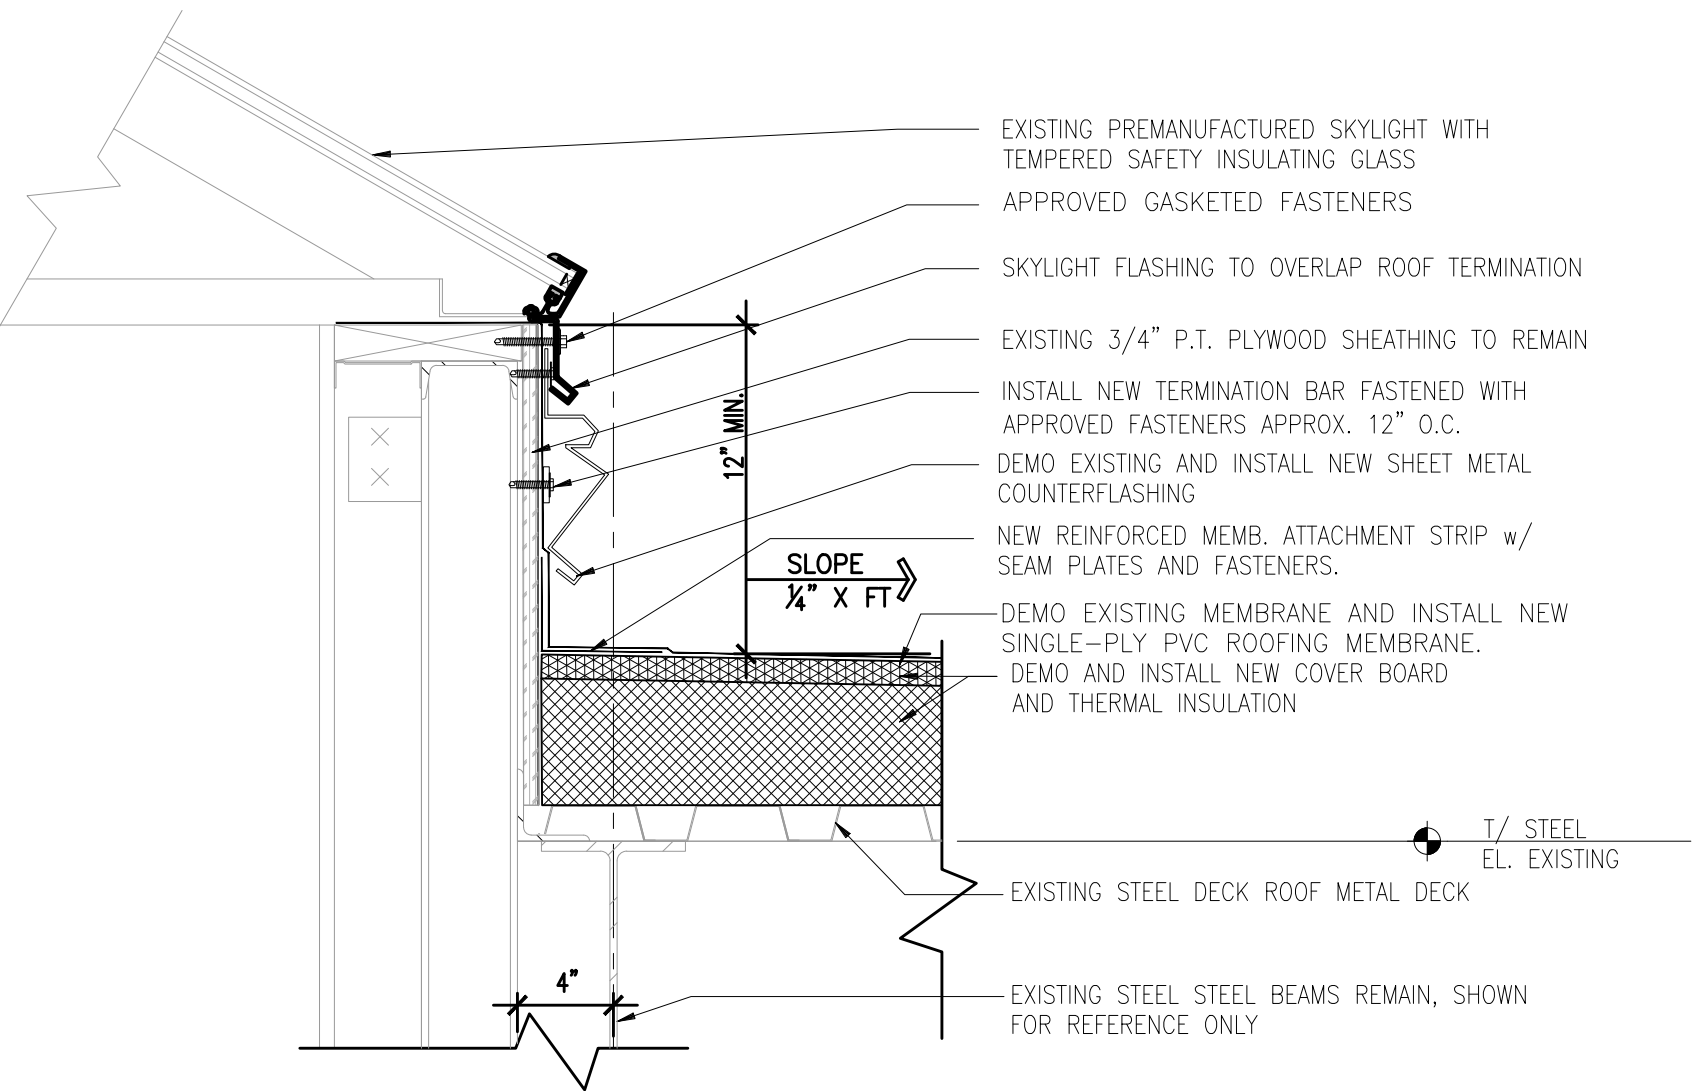 EXISTING PREMANUFACTURED SKYLIGHT WITH
TEMPERED SAFETY INSULATING GLASS
APPROVED GASKETED FASTENERS
SKYLIGHT FLASHING TO OVERLAP ROOF TERMINATION
EXISTING 3/4" P.T. PLYWOOD SHEATHING TO REMAIN
INSTALL NEW TERMINATION BAR FASTENED WITH
APPROVED FASTENERS APPROX. 12" O.C.
DEMO EXISTING AND INSTALL NEW SHEET METAL
COUNTERFLASHING
NEW REINFORCED MEMB. ATTACHMENT STRIP w/
SEAM PLATES AND FASTENERS.
DEMO EXISTING MEMBRANE AND INSTALL NEW
SINGLE-PLY PVC ROOFING MEMBRANE.
DEMO AND INSTALL NEW COVER BOARD
AND THERMAL INSULATION
12" MIN.
SLOPE
1/4" X FT
T/ STEEL
EL. EXISTING
EXISTING STEEL DECK ROOF METAL DECK
4"
EXISTING STEEL STEEL BEAMS REMAIN, SHOWN
FOR REFERENCE ONLY